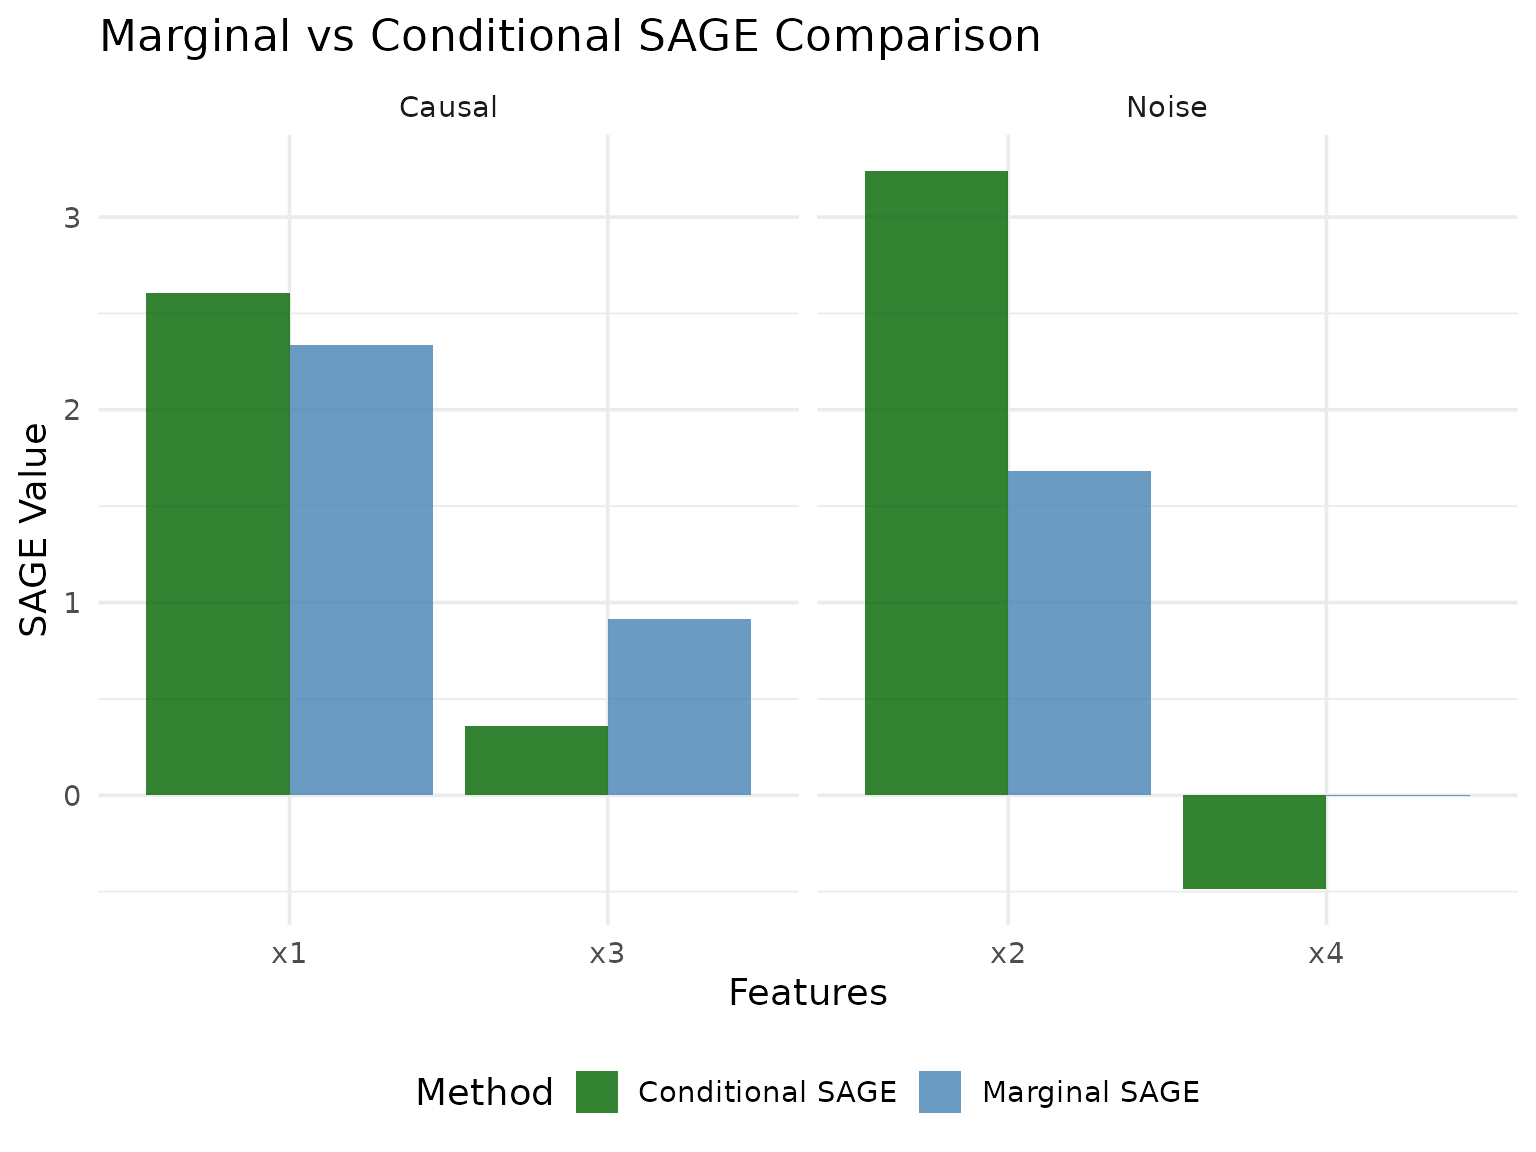 Marginal vs Conditional SAGE Comparison
Causal
Noise
SAGE Value
3
2
1
0
x1
x3
x2
x4
Features
Method
Conditional SAGE
Marginal SAGE